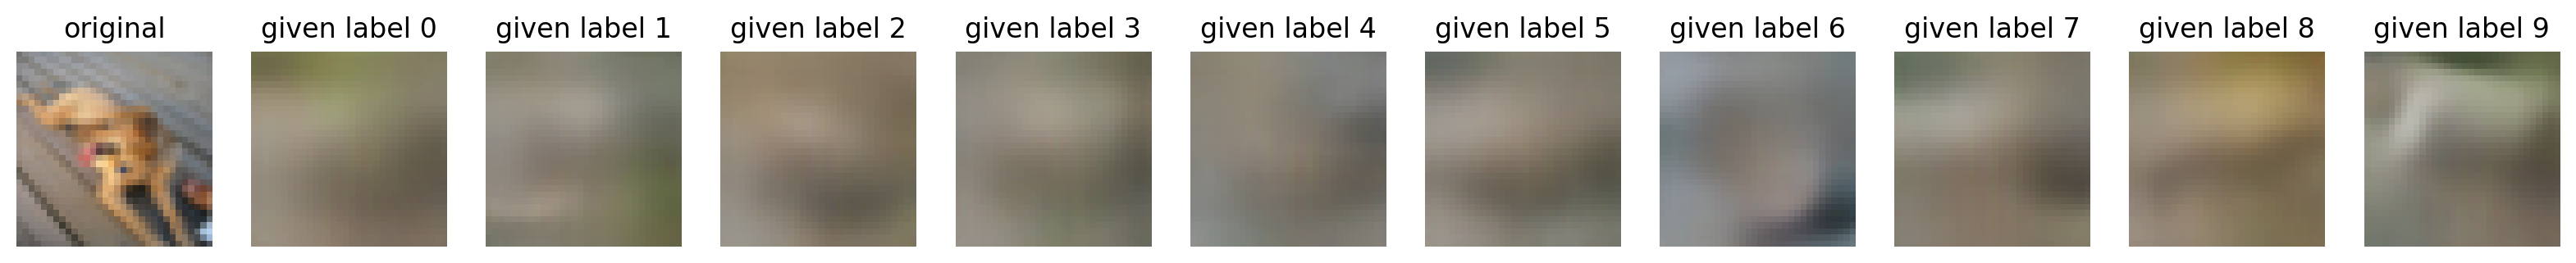 original
given label 0
given label 1
given label 2
given label 3
given label 4
given label 5
given label 6
given label 7
given label 8
given label 9